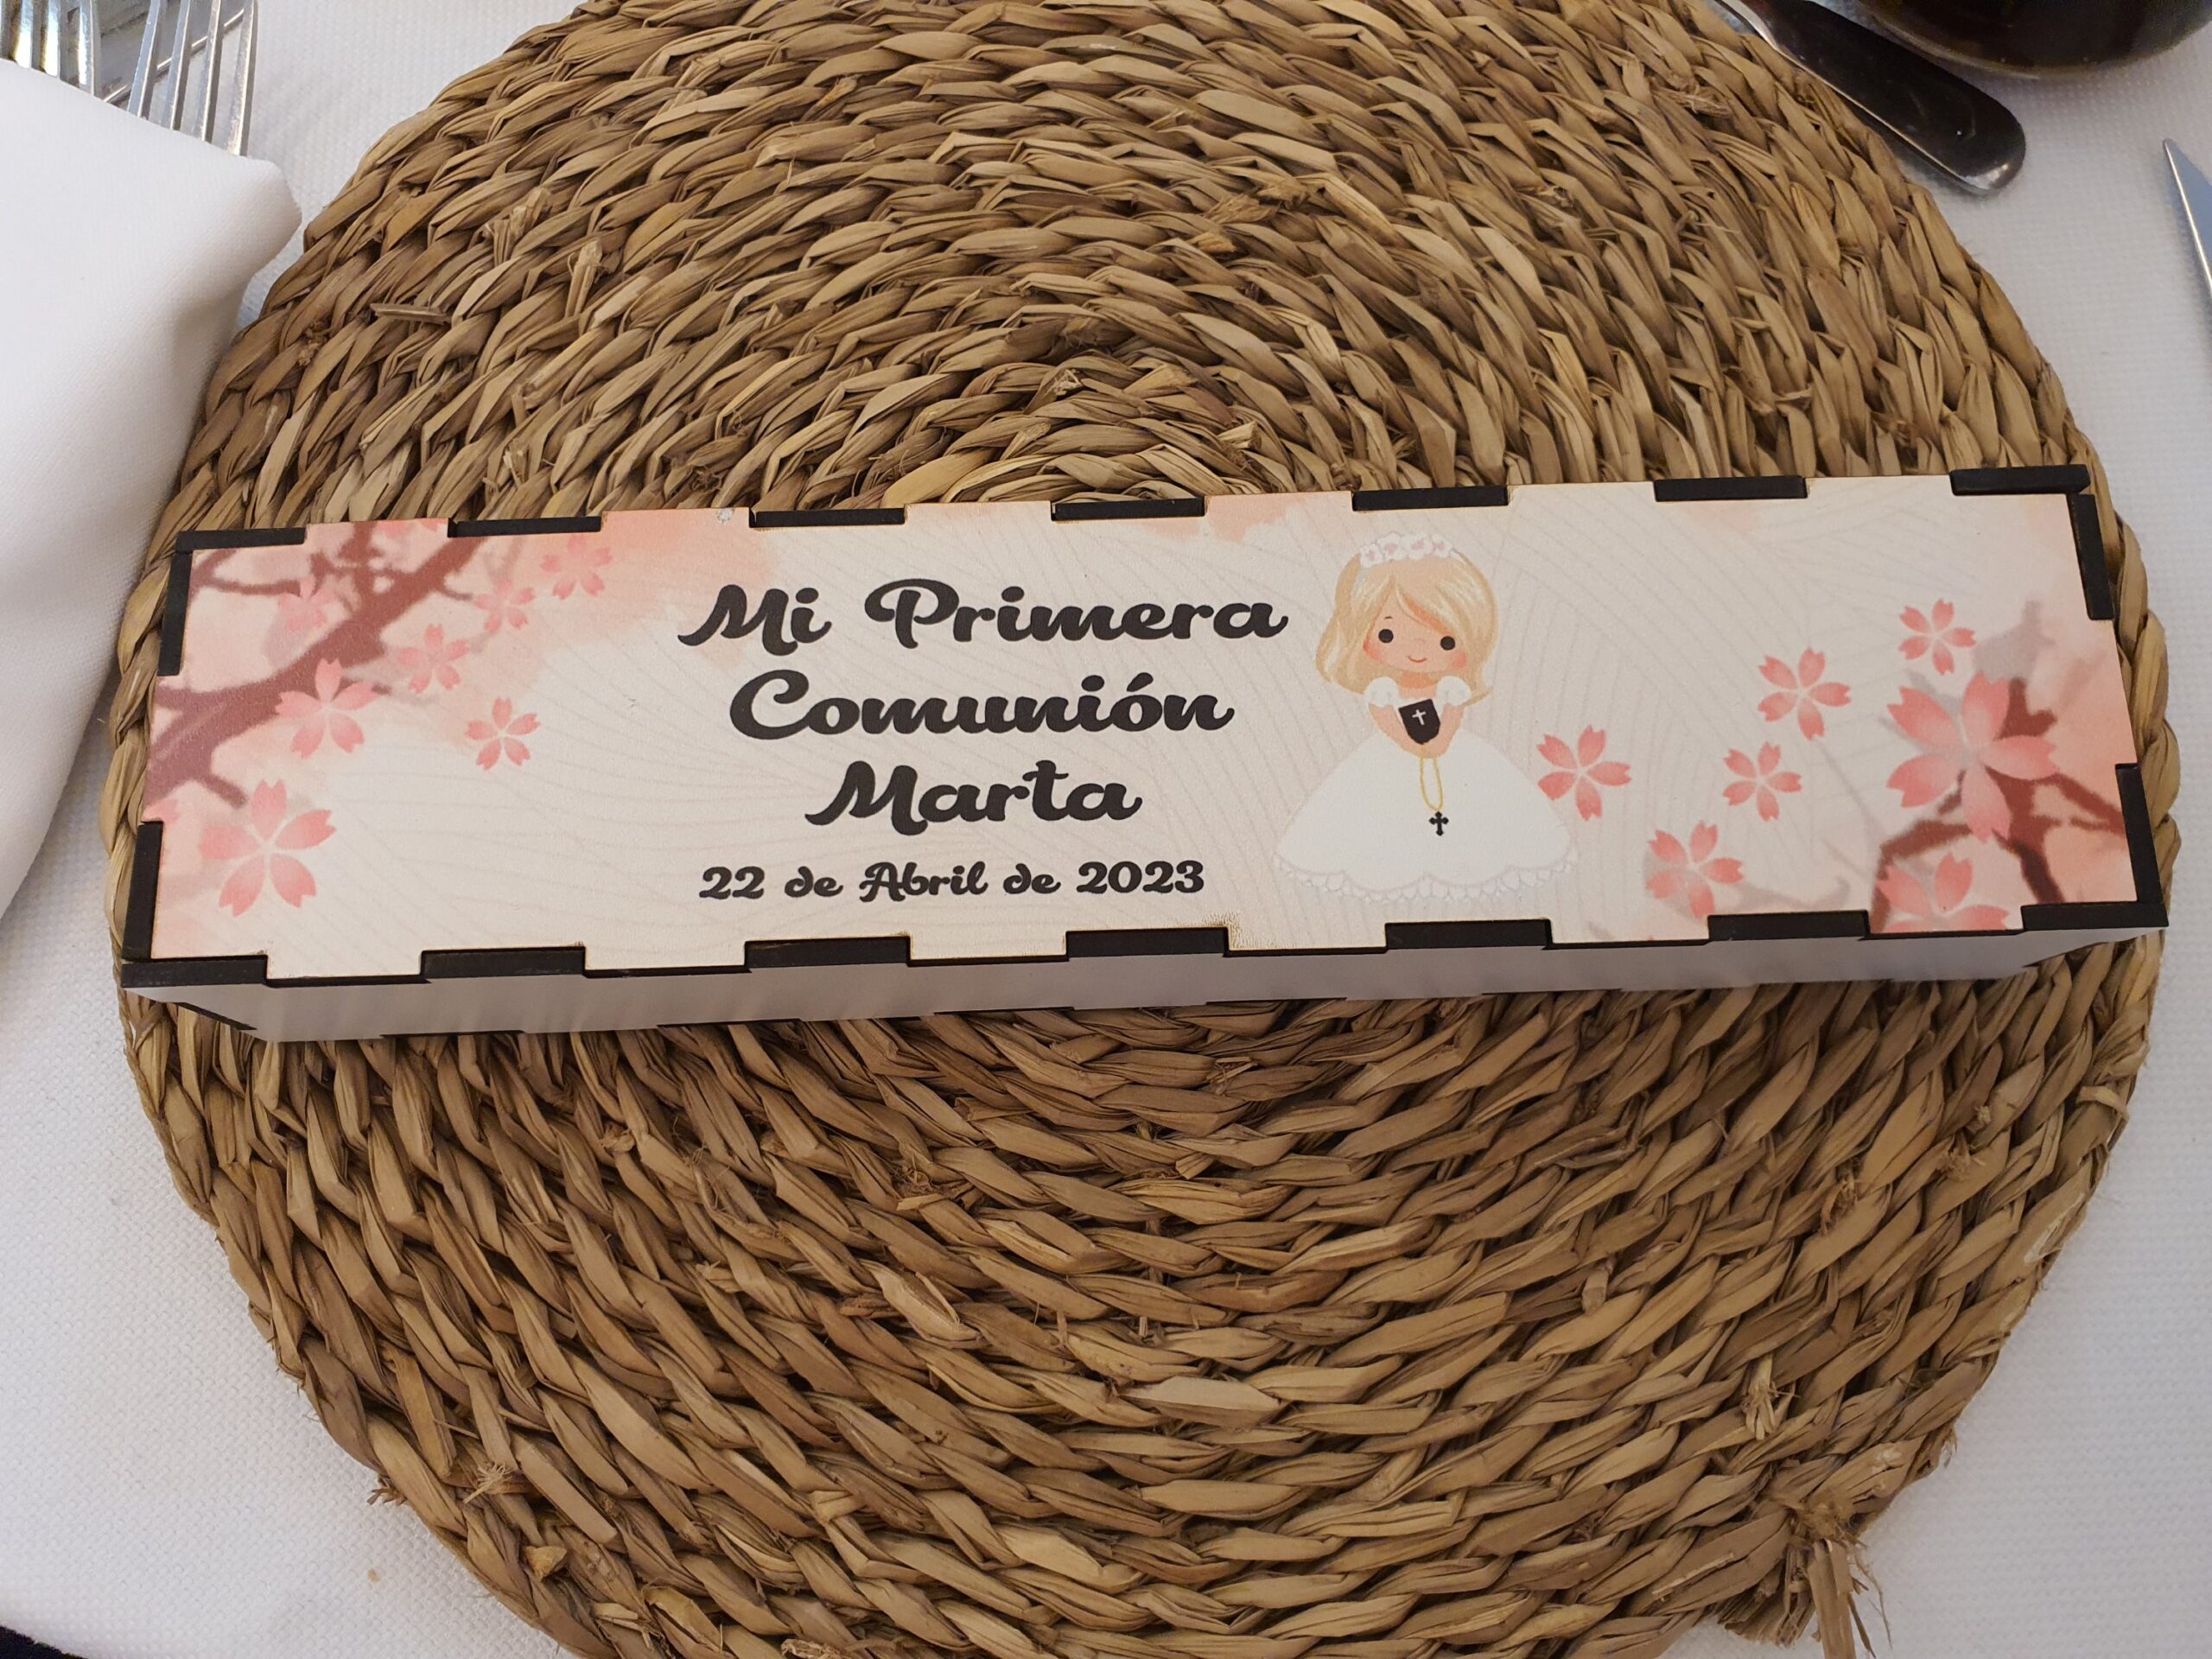 Mi Primera
Comunión
Marta
22 de Abril de 2023